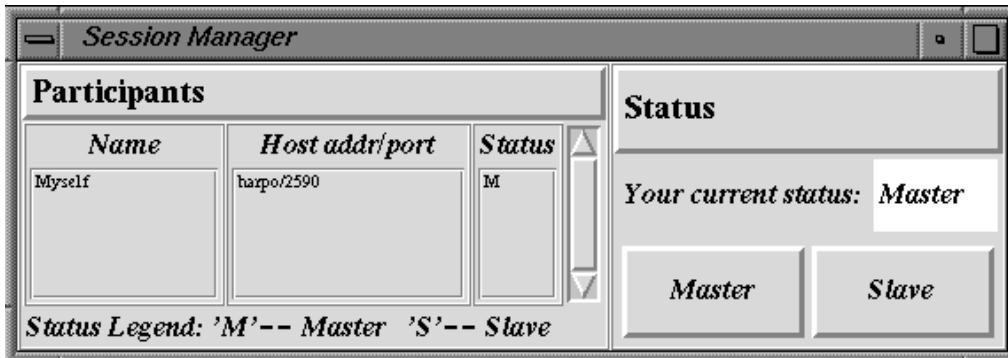 Session Manager
Participants
Name Host addr/port Status
Myself harpo/2590 M
Status Legend: 'M'-- Master 'S'-- Slave
Status
Your current status: Master
Master Slave